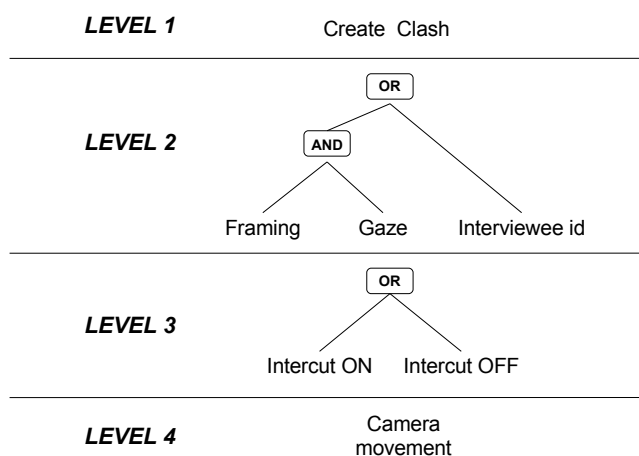 LEVEL 1
Create Clash
OR
LEVEL 2
AND
Framing
Gaze
Interviewee id
OR
LEVEL 3
Intercut ON
Intercut OFF
LEVEL 4
Camera
movement